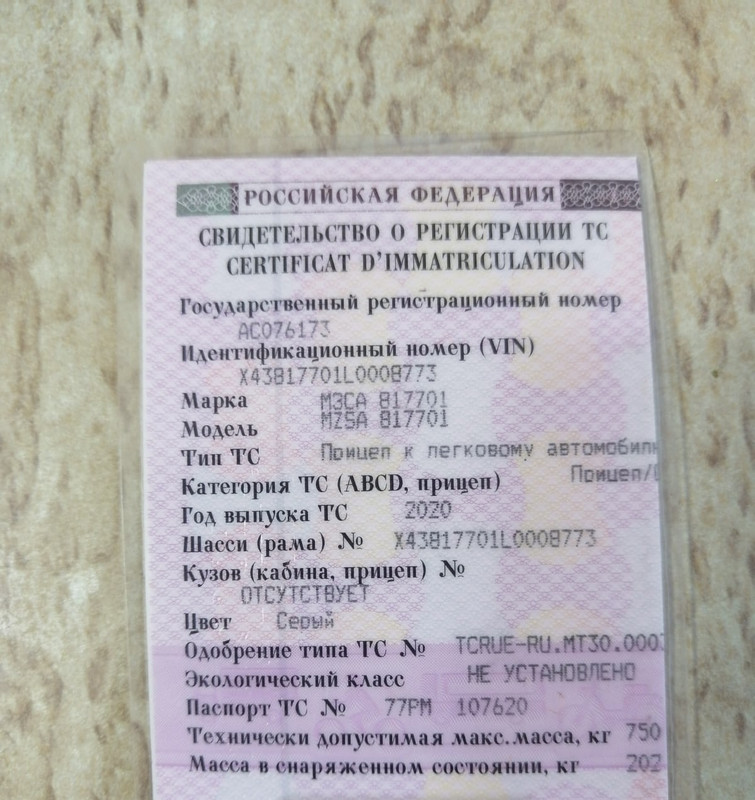 РОССИЙСКАЯ ФЕДЕРАЦИЯ
СВИДЕТЕЛЬСТВО О РЕГИСТРАЦИИ ТС
CERTIFICAT D'IMMATRICULATION
Государственный регистрационный номер
АС076173
Идентификационный номер (VIN)
X43817701L0008773
Марка МЗСА 817701
Модель MZSA 817701
Тип ТС Прицеп к легковому автомобил
Категория ТС (ABCD, прицеп) Прицеп/
Год выпуска ТС 2020
Шасси (рама) № X43817701L0008773
Кузов (кабина, прицеп) №
ОТСУТСТВУЕТ
Цвет Серый
Одобрение типа ТС № TCRUE-RU.MT30.000
Экологический класс НЕ УСТАНОВЛЕНО
Паспорт ТС № 77РМ 107620
Технически допустимая макс.масса, кг 750
Масса в снаряженном состоянии, кг 202